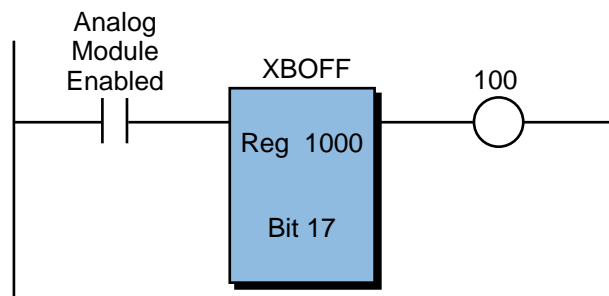 Analog
Module
Enabled
XBOFF
100
Reg 1000
Bit 17